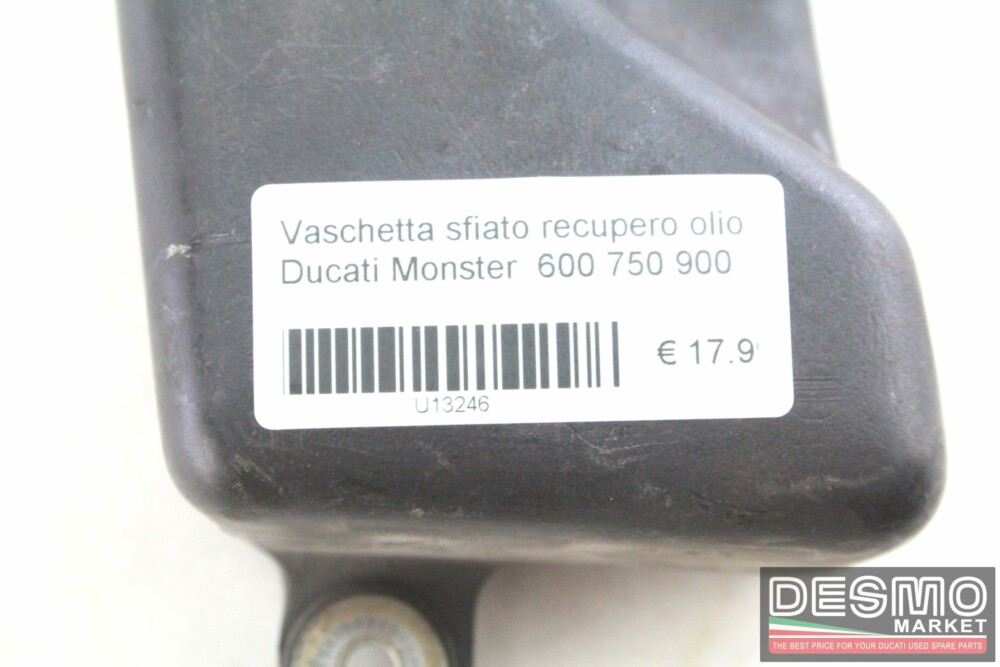 Vaschetta sfiato recupero olio
Ducati Monster 600 750 900
€ 17.9
U13246
DESMO
MARKET
THE BEST PRICE FOR YOUR DUCATI USED SPARE PARTS